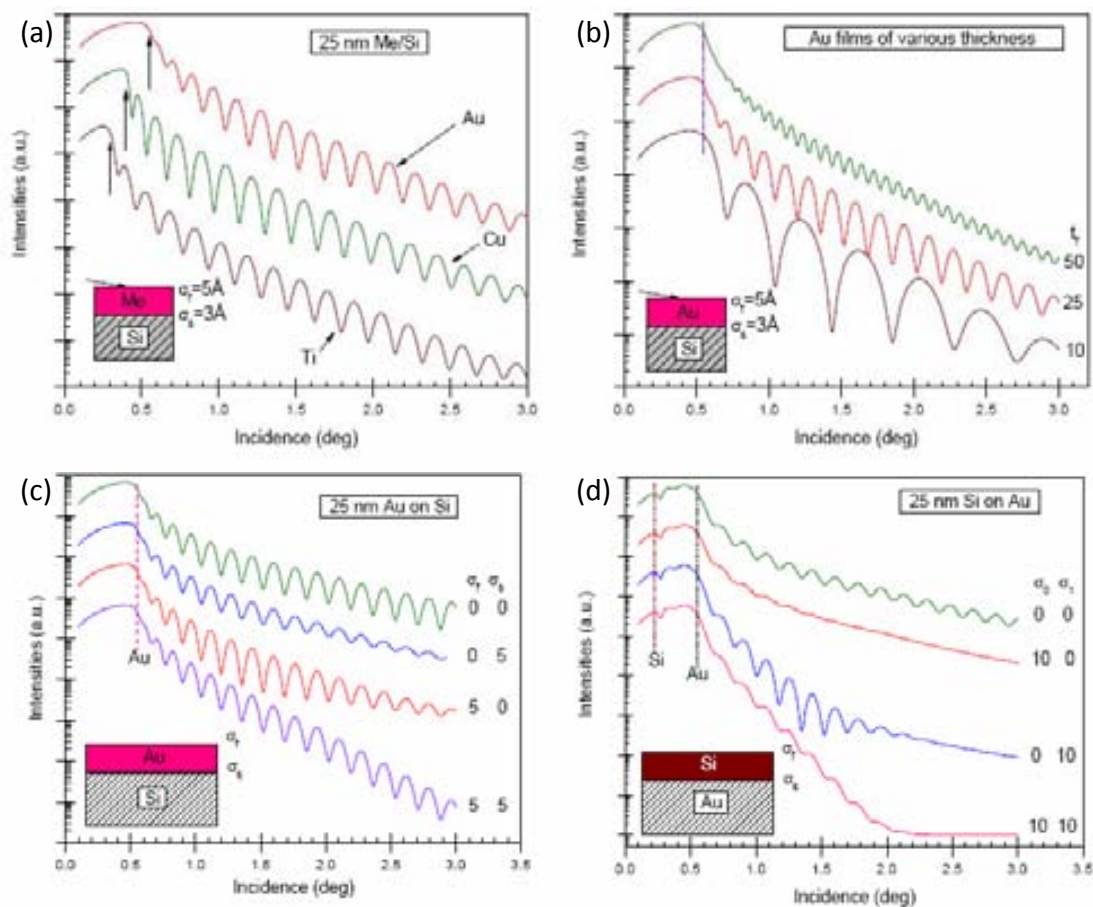 (a)
25 nm Me/Si
Intensities (a.u.)
Au
Cu
Ti
Me
σf=5Å
σs=3Å
Si
0.0 0.5 1.0 1.5 2.0 2.5 3.0
Incidence (deg)
(b)
Au films of various thickness
Intensities (a.u.)
tf
50
25
10
Au
σf=5Å
σs=3Å
Si
0.0 0.5 1.0 1.5 2.0 2.5 3.0 3.2
Incidence (deg)
(c)
25 nm Au on Si
Intensities (a.u.)
Au
σf σs
0 0
0 5
5 0
5 5
Au
σf
σs
Si
0.0 0.5 1.0 1.5 2.0 2.5 3.0 3.5
Incidence (deg)
(d)
25 nm Si on Au
Intensities (a.u.)
Si
Au
0 0
10 0
0 10
10 10
Si
σf
σs
Au
0.0 0.5 1.0 1.5 2.0 2.5 3.0 3.5
Incidence (deg)